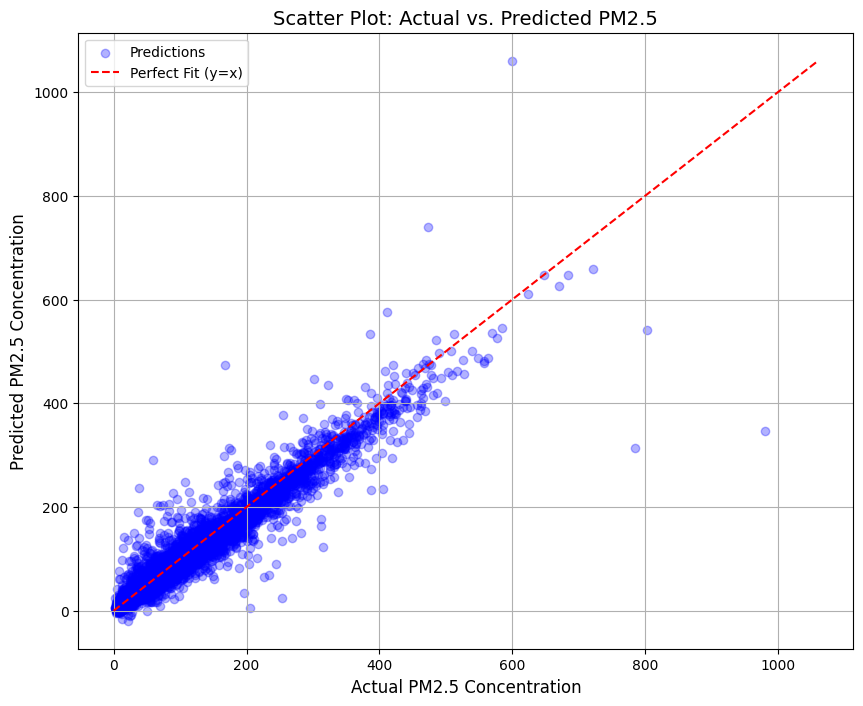 Scatter Plot: Actual vs. Predicted PM2.5
Predictions
Perfect Fit (y=x)
Predicted PM2.5 Concentration
1000
800
600
400
200
0
0 200 400 600 800 1000
Actual PM2.5 Concentration